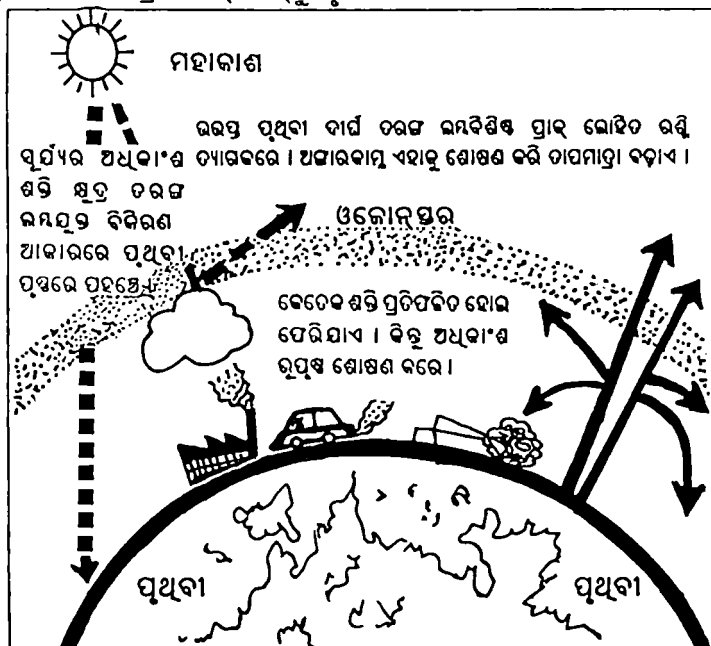 ମହାକାଶ
ଉତ୍ତପ୍ତ ପୃଥିବୀ ଦୀର୍ଘ ତରଙ୍ଗ ଲମ୍ବବିଶିଷ୍ଟ ପ୍ରାକ୍ ଲୋହିତ ରଶ୍ମି
ତ୍ୟାଗକରେ । ଅଙ୍ଗାରକାମ୍ଳ ଏହାକୁ ଶୋଷଣ କରି ତାପମାତ୍ରା ବଢ଼ାଏ ।
ସୂର୍ଯ୍ୟର ଅଧିକାଂଶ
ଶକ୍ତି କ୍ଷୁଦ୍ର ତରଙ୍ଗ
ଲମ୍ବଯୁକ୍ତ ବିକିରଣ
ଆକାରରେ ପୃଥିବୀ
ପୃଷ୍ଠରେ ପହଞ୍ଚେ ।
ଓଜୋନ୍‌ସ୍ତର
କେତେକ ଶକ୍ତି ପ୍ରତିଫଳିତ ହୋଇ
ଫେରିଯାଏ । କିନ୍ତୁ ଅଧିକାଂଶ
ଭୂପୃଷ୍ଠ ଶୋଷଣ କରେ ।
ପୃଥିବୀ
ପୃଥିବୀ